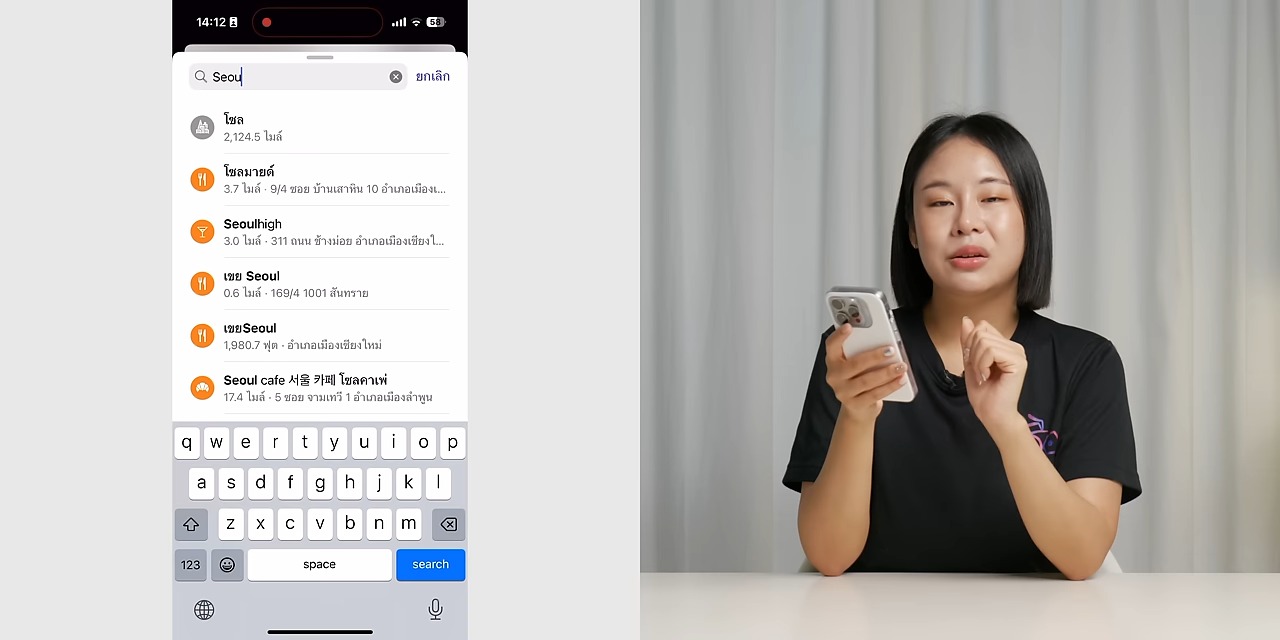 14:12
58
Seou
ยกเลิก
โซล
2,124.5 ไมล์
โซลมายด์
3.7 ไมล์ · 9/4 ซอย บ้านเสาหิน 10 อำเภอเมืองเ...
Seoulhigh
3.0 ไมล์ · 311 ถนน ช้างม่อย อำเภอเมืองเชียงใ...
เขย Seoul
0.6 ไมล์ · 169/4 1001 สันทราย
เขยSeoul
1,980.7 ฟุต · อำเภอเมืองเชียงใหม่
Seoul cafe 서울 카페 โซลคาเฟ่
17.4 ไมล์ · 5 ซอย จามเทวี 1 อำเภอเมืองลำพูน
q w e r t y u i o p
a s d f g h j k l
z x c v b n m
123 space search